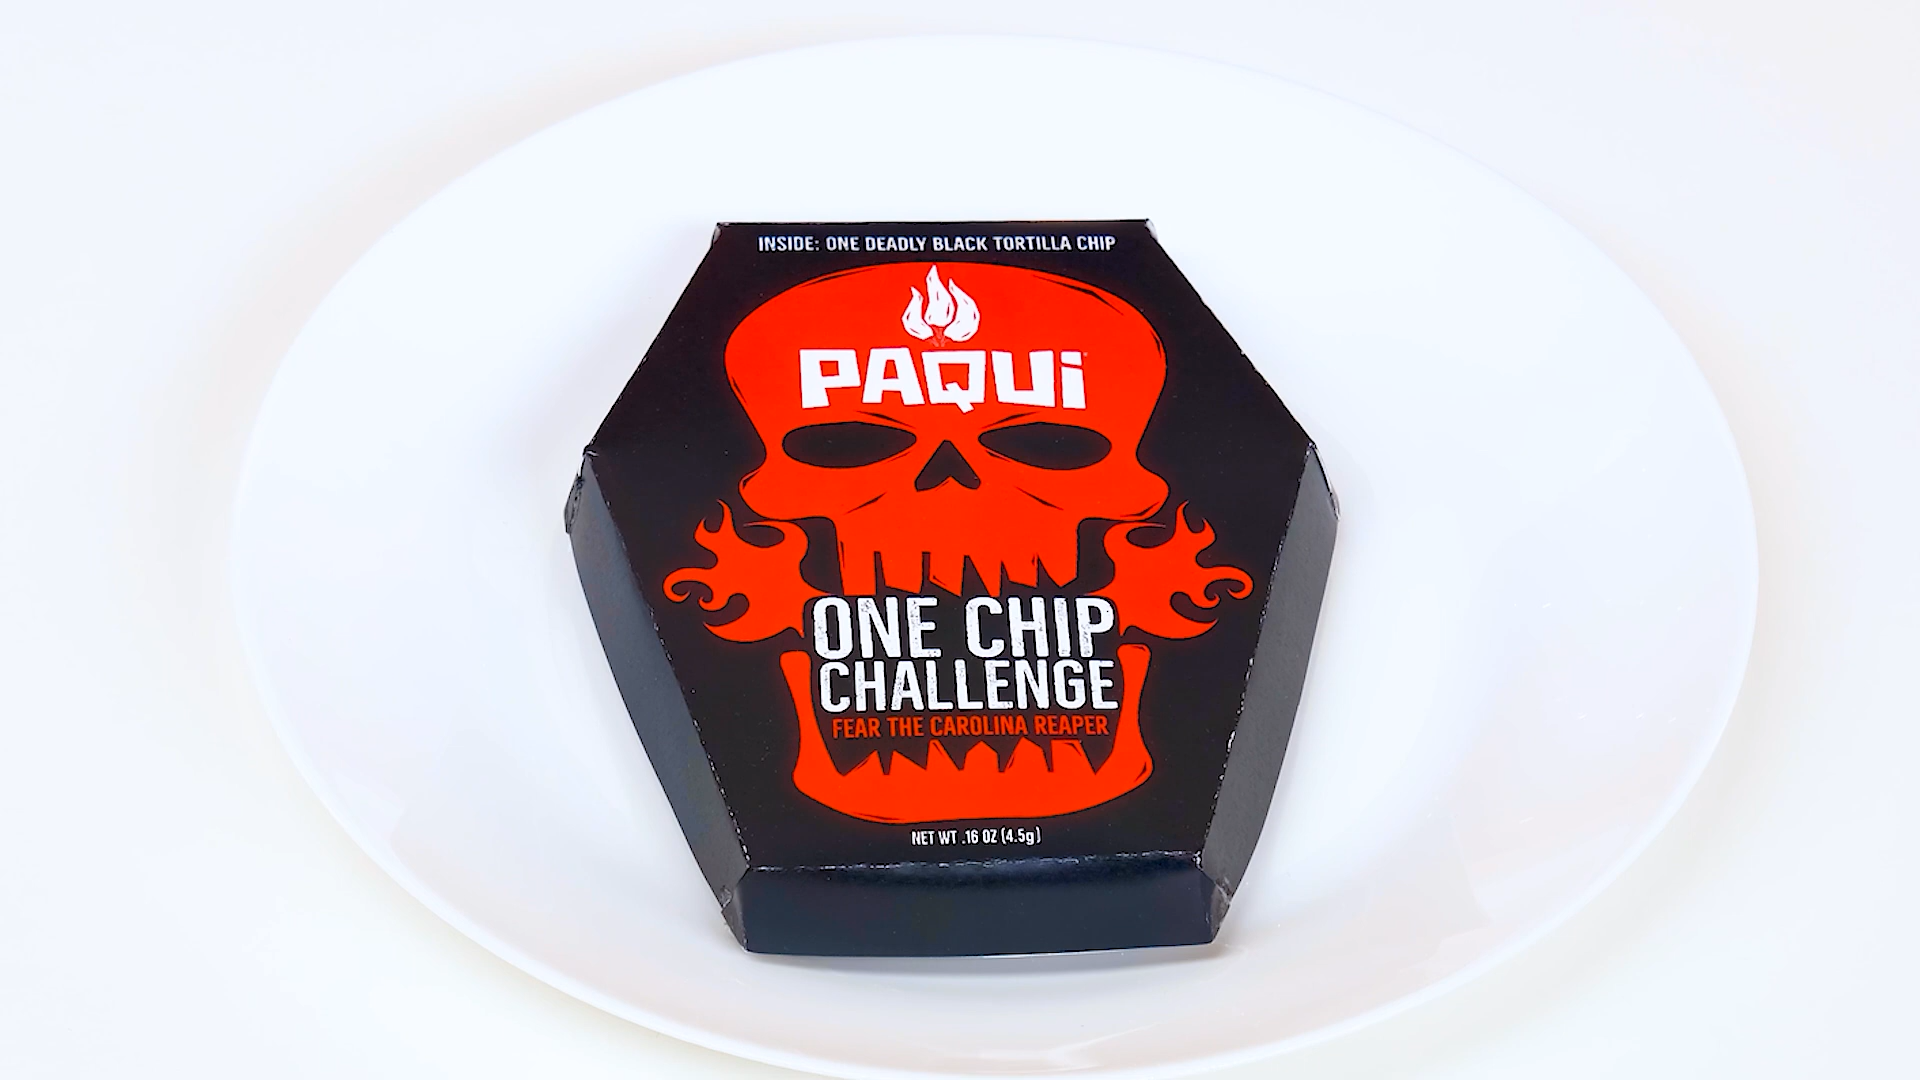 INSIDE: ONE DEADLY BLACK TORTILLA CHIP
PAQUi
ONE CHIP
CHALLENGE
FEAR THE CAROLINA REAPER
NET WT .16 OZ (4.5g)